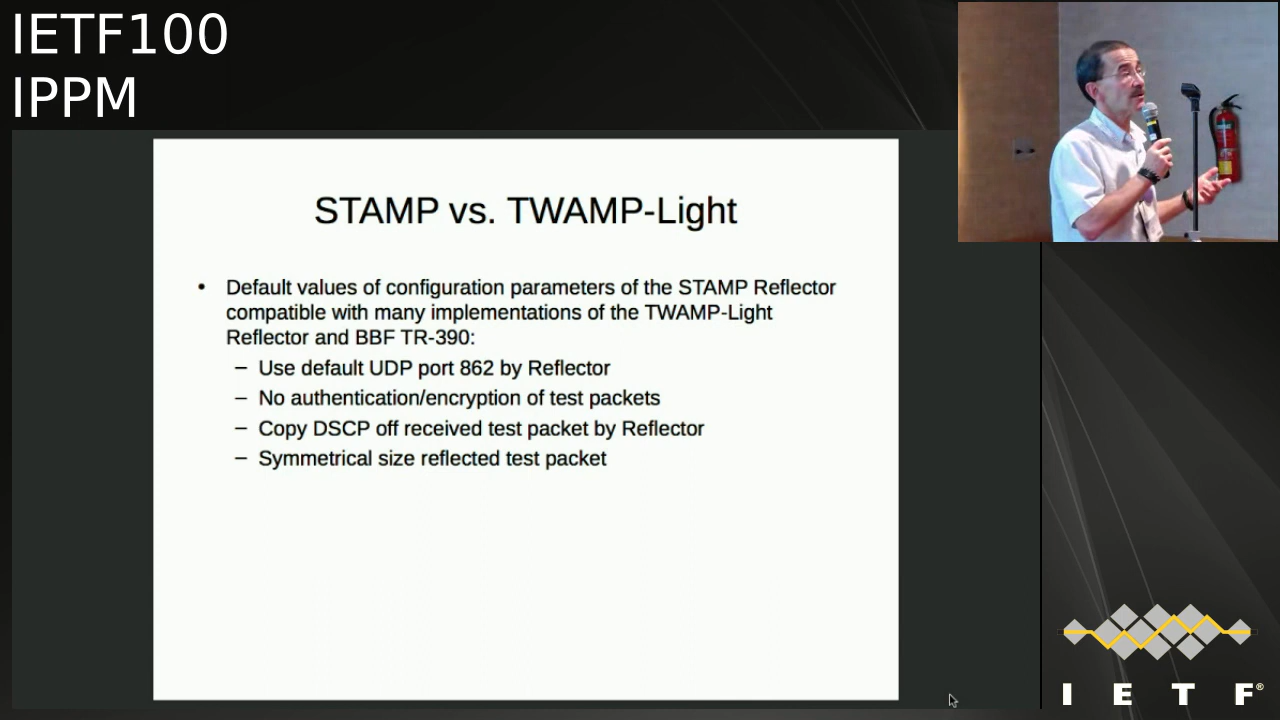 IETF100
IPPM
STAMP vs. TWAMP-Light
• Default values of configuration parameters of the STAMP Reflector
compatible with many implementations of the TWAMP-Light
Reflector and BBF TR-390:
– Use default UDP port 862 by Reflector
– No authentication/encryption of test packets
– Copy DSCP off received test packet by Reflector
– Symmetrical size reflected test packet
I E T F®